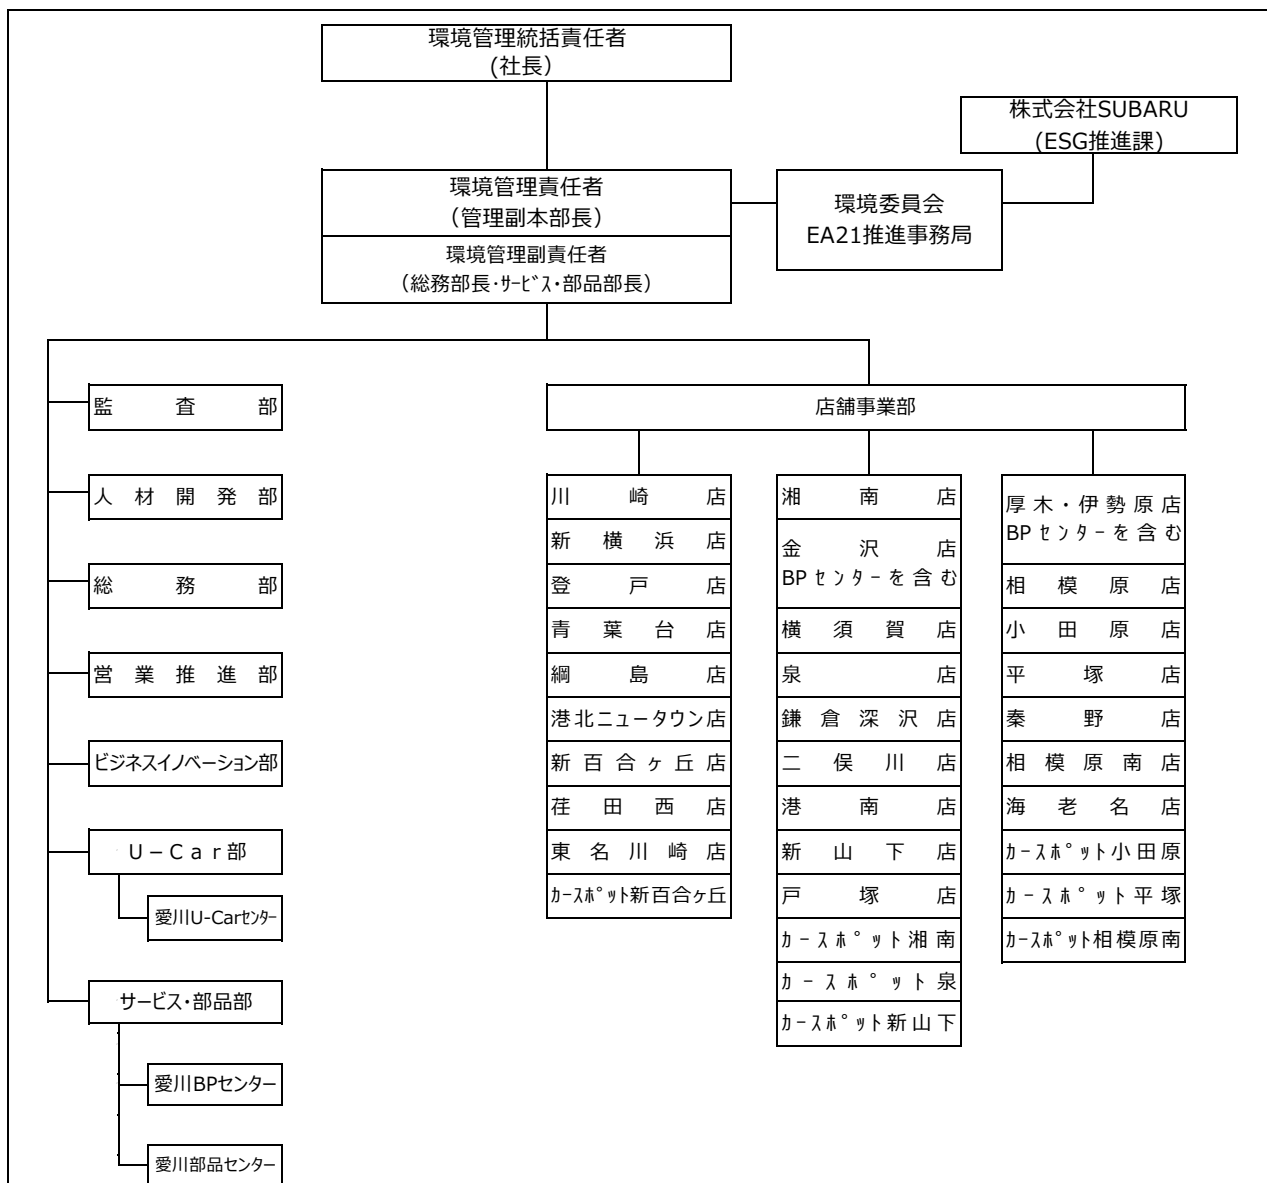 環境管理統括責任者
(社長）
株式会社SUBARU
(ESG推進課)
環境管理責任者
（管理副本部長）
環境管理副責任者
（総務部長･ｻｰﾋﾞｽ・部品部長）
環境委員会
EA21推進事務局
監査部
人材開発部
総務部
営業推進部
ビジネスイノベーション部
U－Ｃａｒ部
愛川U-Carｾﾝﾀｰ
サービス・部品部
愛川BPセンター
愛川部品センター
店舗事業部
川崎店
新横浜店
登戸店
青葉台店
綱島店
港北ニュータウン店
新百合ヶ丘店
荏田西店
東名川崎店
ｶｰｽﾎﾟｯﾄ新百合ヶ丘
湘南店
金沢店
BPｾﾝﾀｰを含む
横須賀店
泉店
鎌倉深沢店
二俣川店
港南店
新山下店
戸塚店
ｶｰｽﾎﾟｯﾄ湘南
ｶｰｽﾎﾟｯﾄ泉
ｶｰｽﾎﾟｯﾄ新山下
厚木・伊勢原店
BPｾﾝﾀｰを含む
相模原店
小田原店
平塚店
秦野店
相模原南店
海老名店
ｶｰｽﾎﾟｯﾄ小田原
ｶｰｽﾎﾟｯﾄ平塚
ｶｰｽﾎﾟｯﾄ相模原南